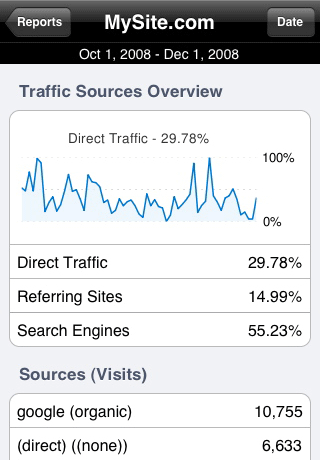 Reports
MySite.com
Date
Oct 1, 2008 - Dec 1, 2008
Traffic Sources Overview
Direct Traffic - 29.78%
100%
0%
Direct Traffic 29.78%
Referring Sites 14.99%
Search Engines 55.23%
Sources (Visits)
google (organic) 10,755
(direct) ((none)) 6,633